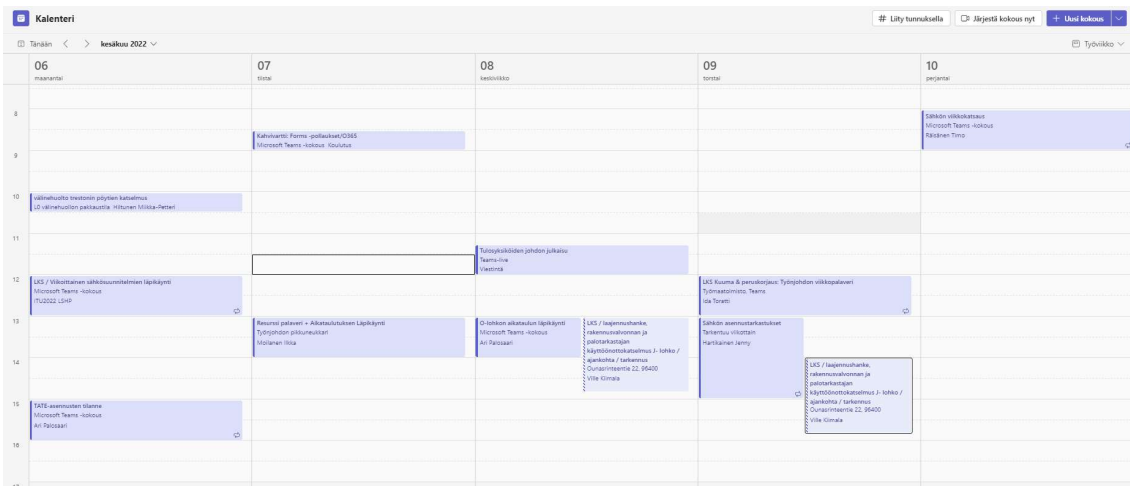 Kalenteri
# Liity tunnuksella
Järjestä kokous nyt
+ Uusi kokous
Tänään < > kesäkuu 2022
Työviikko
06
maanantai
07
tiistai
08
keskiviikko
09
torstai
10
perjantai
8
9
10
11
12
13
14
15
16
välinehuolto trestonin pöytien katselmus
L0 välinehuollon pakkaustila Hiltunen Miikka-Petteri
LKS / Viikoittainen sähkösuunnitelmien läpikäynti
Microsoft Teams -kokous
ITU2022 LSHP
TATE-asennusten tilanne
Microsoft Teams -kokous
Ari Palosaari
Kahvivartti: Forms -pollaukset/O365
Microsoft Teams -kokous Koulutus
Resurssi palaveri + Aikataulutuksen Läpikäynti
Työnjohdon pikkuneukkari
Moilanen Ilkka
Tulosyksiköiden johdon julkaisu
Teams-live
Viestintä
O-lohkon aikataulun läpikäynti
Microsoft Teams -kokous
Ari Palosaari
LKS / laajennushanke,
rakennusvalvonnan ja
palotarkastajan
käyttöönottokatselmus J- lohko /
ajankohta / tarkennus
Ounasrinteentie 22, 96400
Ville Kiimala
LKS Kuuma & peruskorjaus: Työnjohdon viikkopalaveri
Työmaatoimisto, Teams
Ida Toratti
Sähkön asennustarkastukset
Tarkentuu viikottain
Hartikainen Jenny
LKS / laajennushanke,
rakennusvalvonnan ja
palotarkastajan
käyttöönottokatselmus J- lohko /
ajankohta / tarkennus
Ounasrinteentie 22, 96400
Ville Kiimala
Sähkön viikkokatsaus
Microsoft Teams -kokous
Räisänen Timo